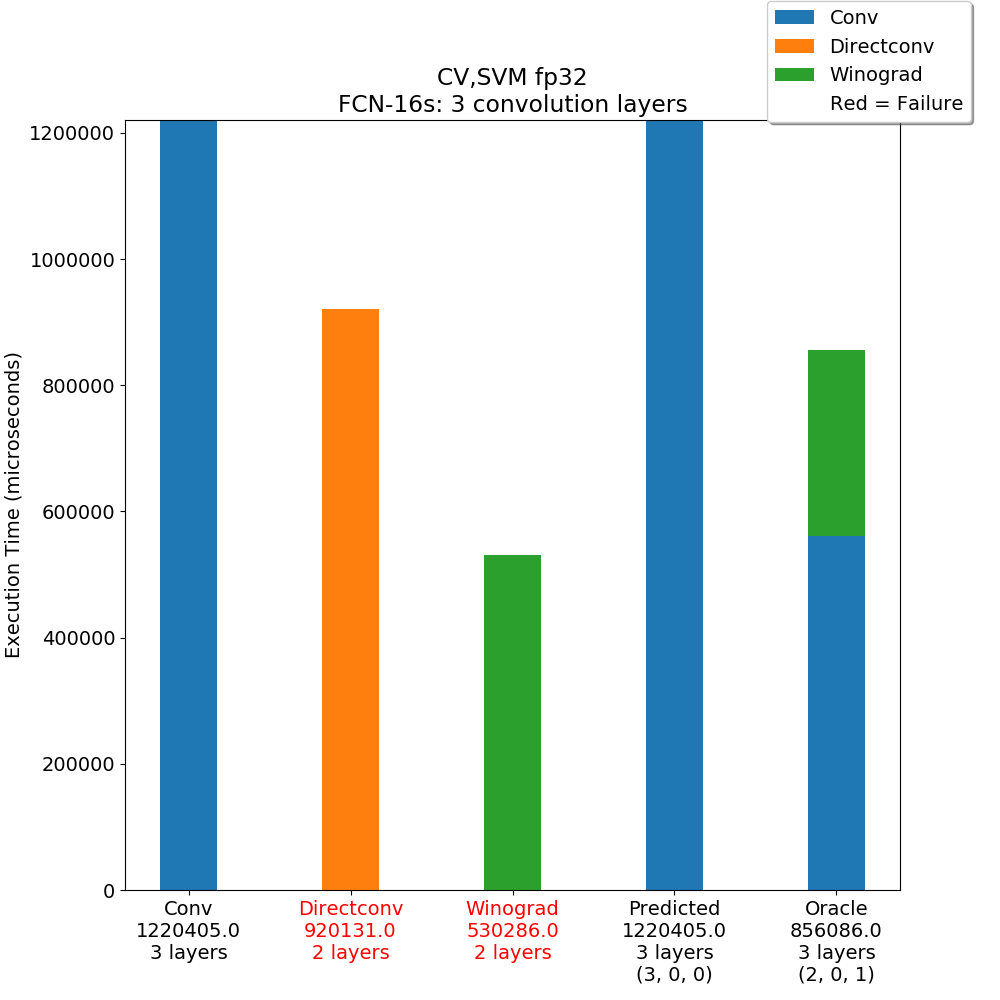 Conv
Directconv
Winograd
Red = Failure
CV,SVM fp32
FCN-16s: 3 convolution layers
Execution Time (microseconds)
1200000
1000000
800000
600000
400000
200000
0
Conv
1220405.0
3 layers
Directconv
920131.0
2 layers
Winograd
530286.0
2 layers
Predicted
1220405.0
3 layers
(3, 0, 0)
Oracle
856086.0
3 layers
(2, 0, 1)